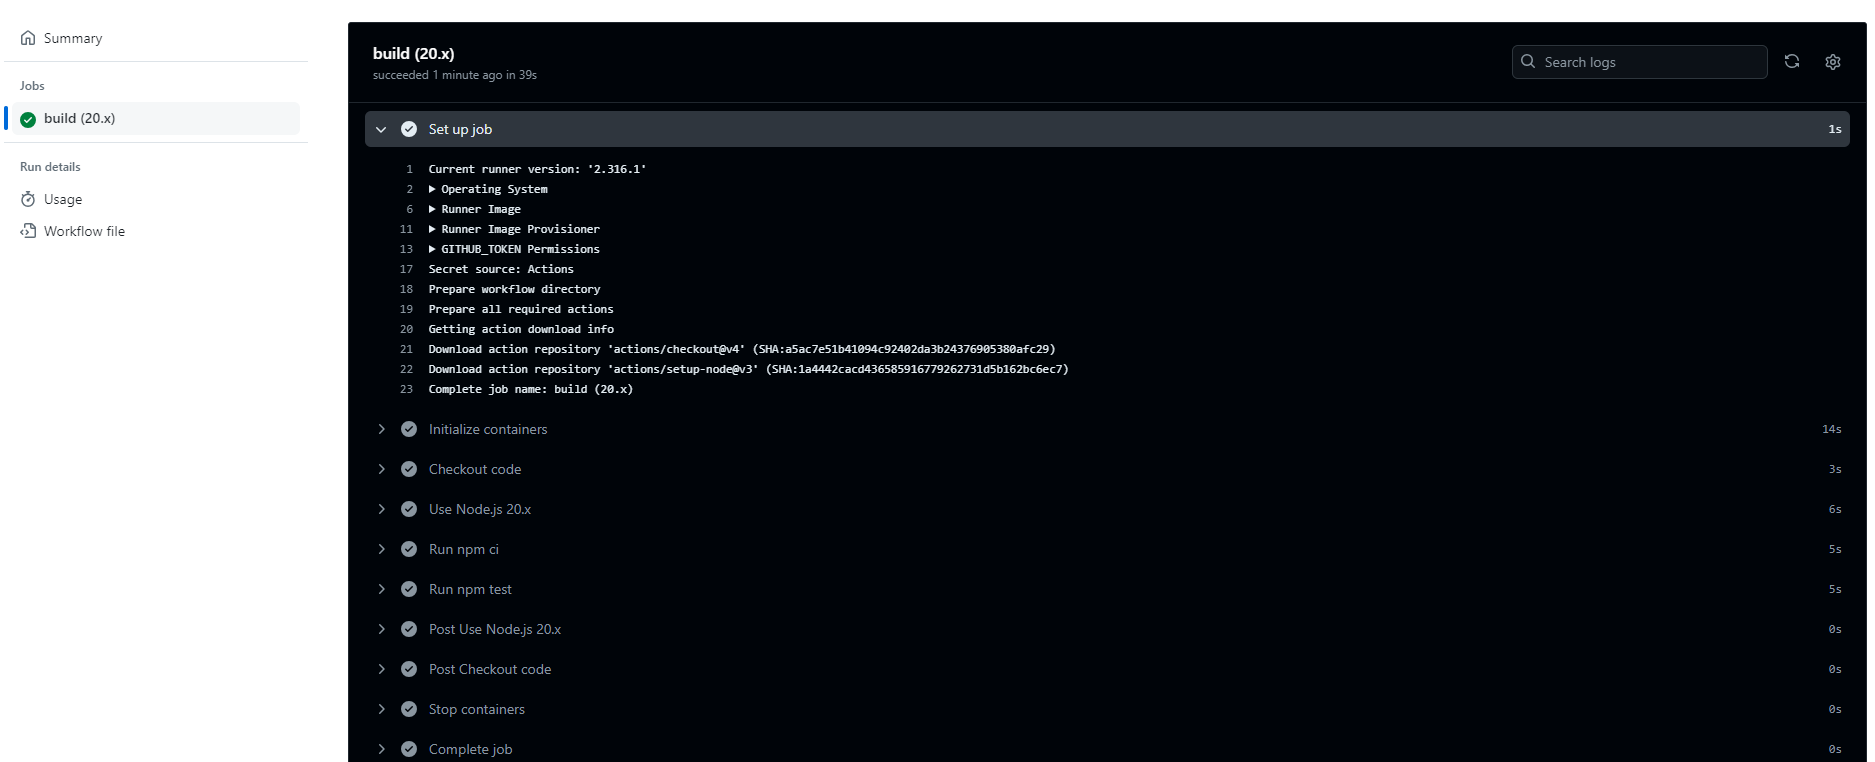 Summary
Jobs
build (20.x)
Run details
Usage
Workflow file
build (20.x)
succeeded 1 minute ago in 39s
Search logs
Set up job 1s
1 Current runner version: '2.316.1'
2 Operating System
6 Runner Image
11 Runner Image Provisioner
13 GITHUB_TOKEN Permissions
17 Secret source: Actions
18 Prepare workflow directory
19 Prepare all required actions
20 Getting action download info
21 Download action repository 'actions/checkout@v4' (SHA:a5ac7e51b41094c92402da3b24376905380afc29)
22 Download action repository 'actions/setup-node@v3' (SHA:1a4442cacd436585916779262731d5b162bc6ec7)
23 Complete job name: build (20.x)
Initialize containers 14s
Checkout code 3s
Use Node.js 20.x 6s
Run npm ci 5s
Run npm test 5s
Post Use Node.js 20.x 0s
Post Checkout code 0s
Stop containers 0s
Complete job 0s